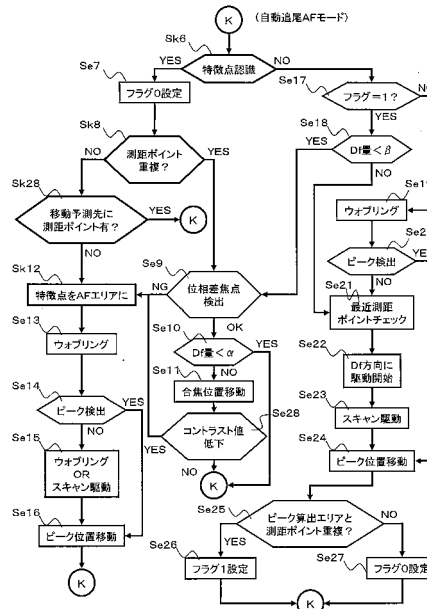 K
(自動追尾AFモード)
Sk6
特徴点認識
YES
NO
Se7
フラグ0設定
Se17
フラグ=1?
NO
YES
Sk8
測距ポイント
重複?
NO
YES
Se18
Df量<β
YES
NO
Sk28
移動予測先に
測距ポイント有?
YES
K
NO
ウォブリング
ピーク検出
YES
NO
Se9
位相差焦点
検出
NG
OK
Sk12
特徴点をAFエリアに
Se21
最近測距
ポイントチェック
Se13
ウォブリング
Se10
Df量<α
YES
NO
Se22
Df方向に
駆動開始
Se11
合焦位置移動
Se14
ピーク検出
YES
NO
Se28
コントラスト値
低下
YES
NO
K
Se23
スキャン駆動
Se24
ピーク位置移動
Se15
ウォブリング
OR
スキャン駆動
Se16
ピーク位置移動
K
Se25
ピーク算出エリアと
測距ポイント重複?
YES
NO
Se26
フラグ1設定
Se27
フラグ0設定
K